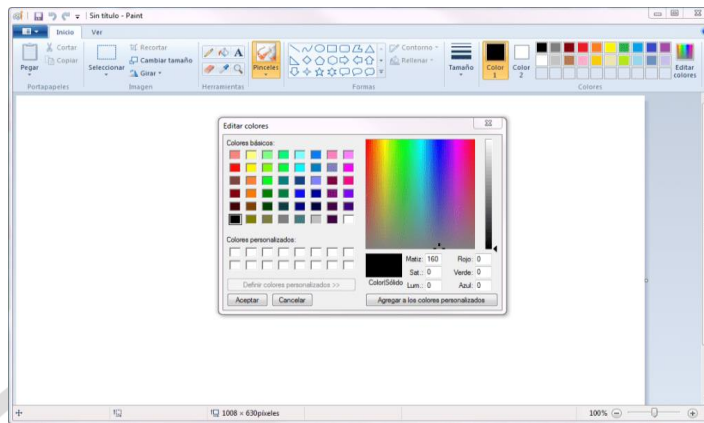 Sin título - Paint
Inicio Ver
Pegar
Cortar
Copiar
Portapapeles
Seleccionar
Recortar
Cambiar tamaño
Girar
Imagen
A
Herramientas
Pinceles
Contorno
Rellenar
Formas
Tamaño
Color 1
Color 2
Editar colores
Colores
Editar colores
Colores básicos:
Colores personalizados:
Definir colores personalizados >>
Aceptar Cancelar
Color|Sólido
Matiz: 160 Rojo: 0
Sat.: 0 Verde: 0
Lum.: 0 Azul: 0
Agregar a los colores personalizados
1008 × 630píxeles
100%